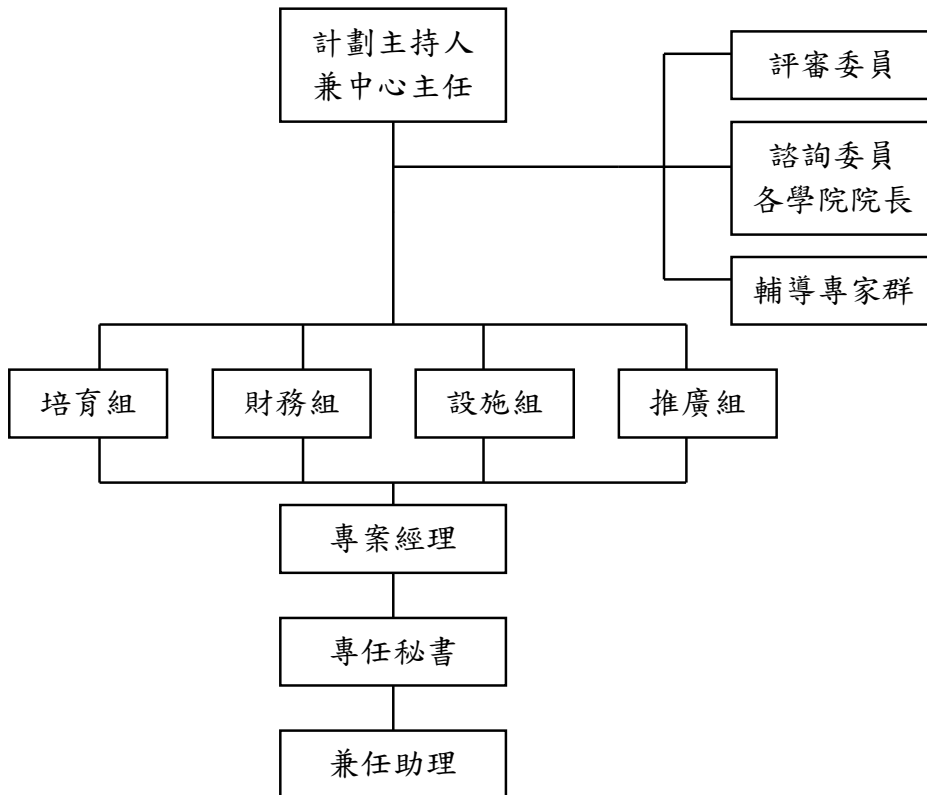 計劃主持人
兼中心主任
評審委員
諮詢委員
各學院院長
輔導專家群
培育組
財務組
設施組
推廣組
專案經理
專任秘書
兼任助理